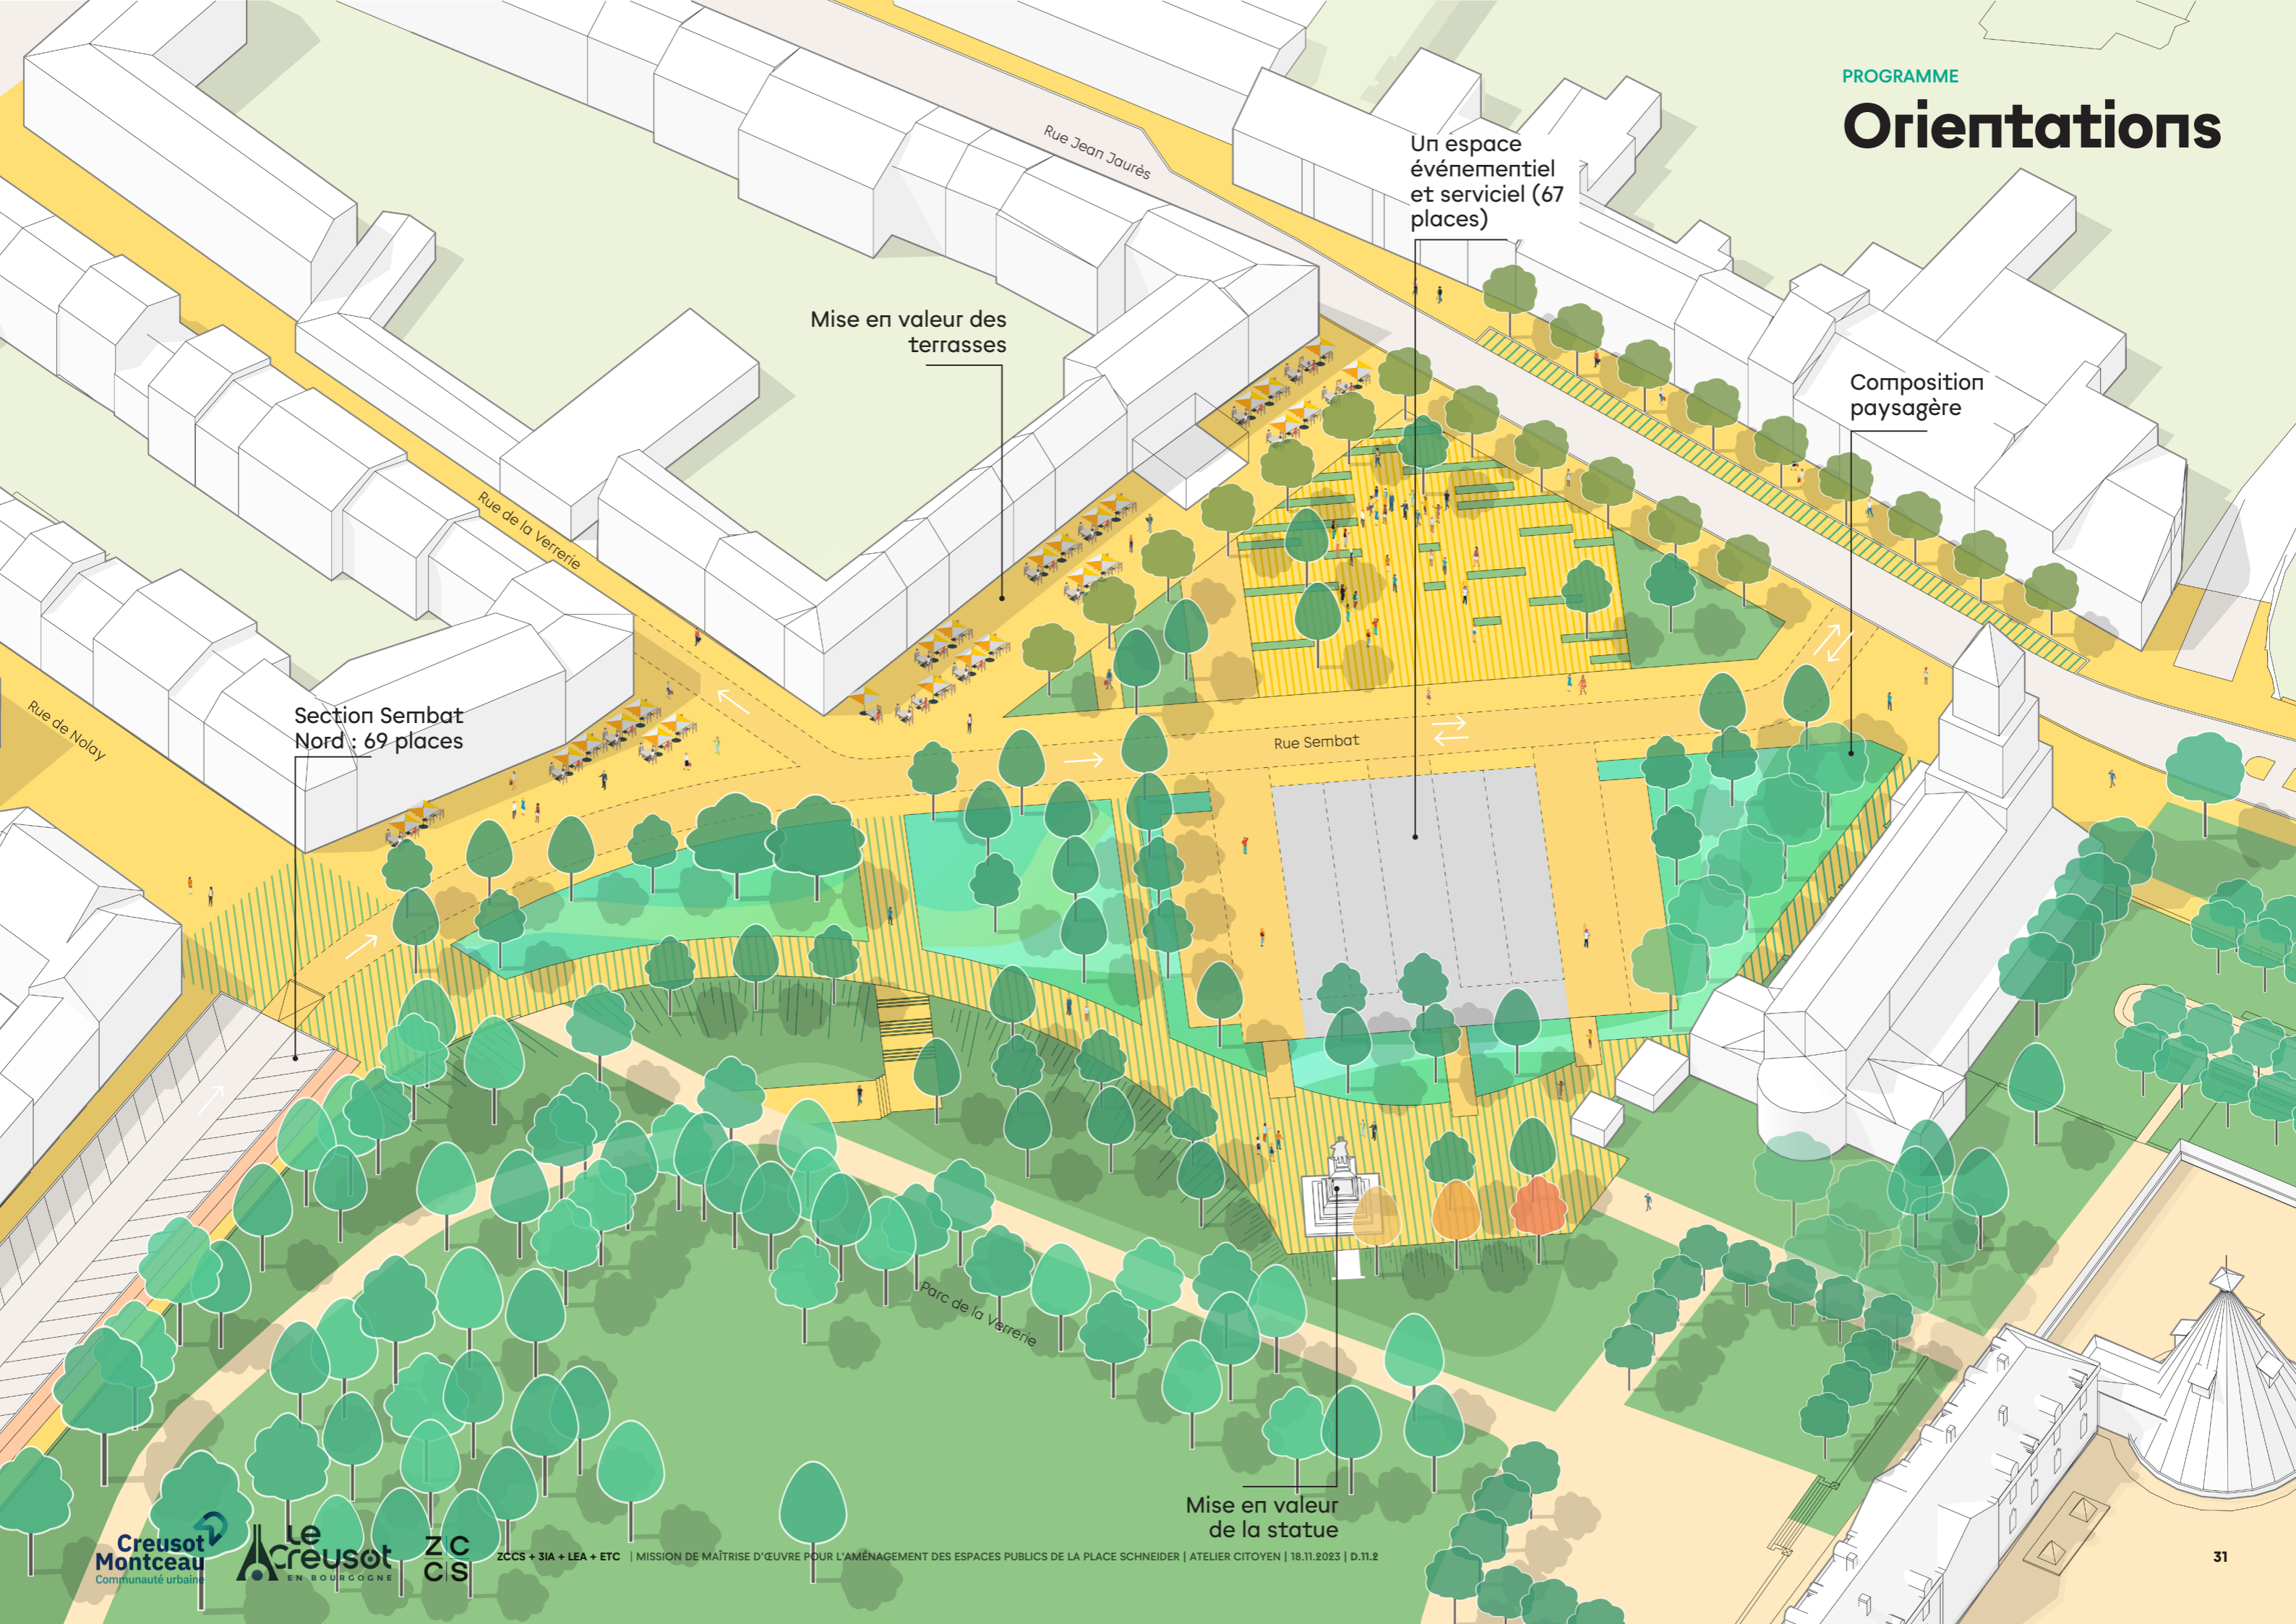 PROGRAMME
Orientations
Rue Jean Jaurès
Un espace
événementiel
et serviciel (67
places)
Mise en valeur des
terrasses
Composition
paysagère
Rue de la Verrerie
Rue de Nolay
Section Sembat
Nord : 69 places
Rue Sembat
Parc de la Verrerie
Mise en valeur
de la statue
Creusot
Montceau
Communauté urbaine
Le
Creusot
EN BOURGOGNE
ZC
CS
ZCCS + 3IA + LEA + ETC | MISSION DE MAÎTRISE D'ŒUVRE POUR L'AMÉNAGEMENT DES ESPACES PUBLICS DE LA PLACE SCHNEIDER | ATELIER CITOYEN | 18.11.2023 | D.11.2
31